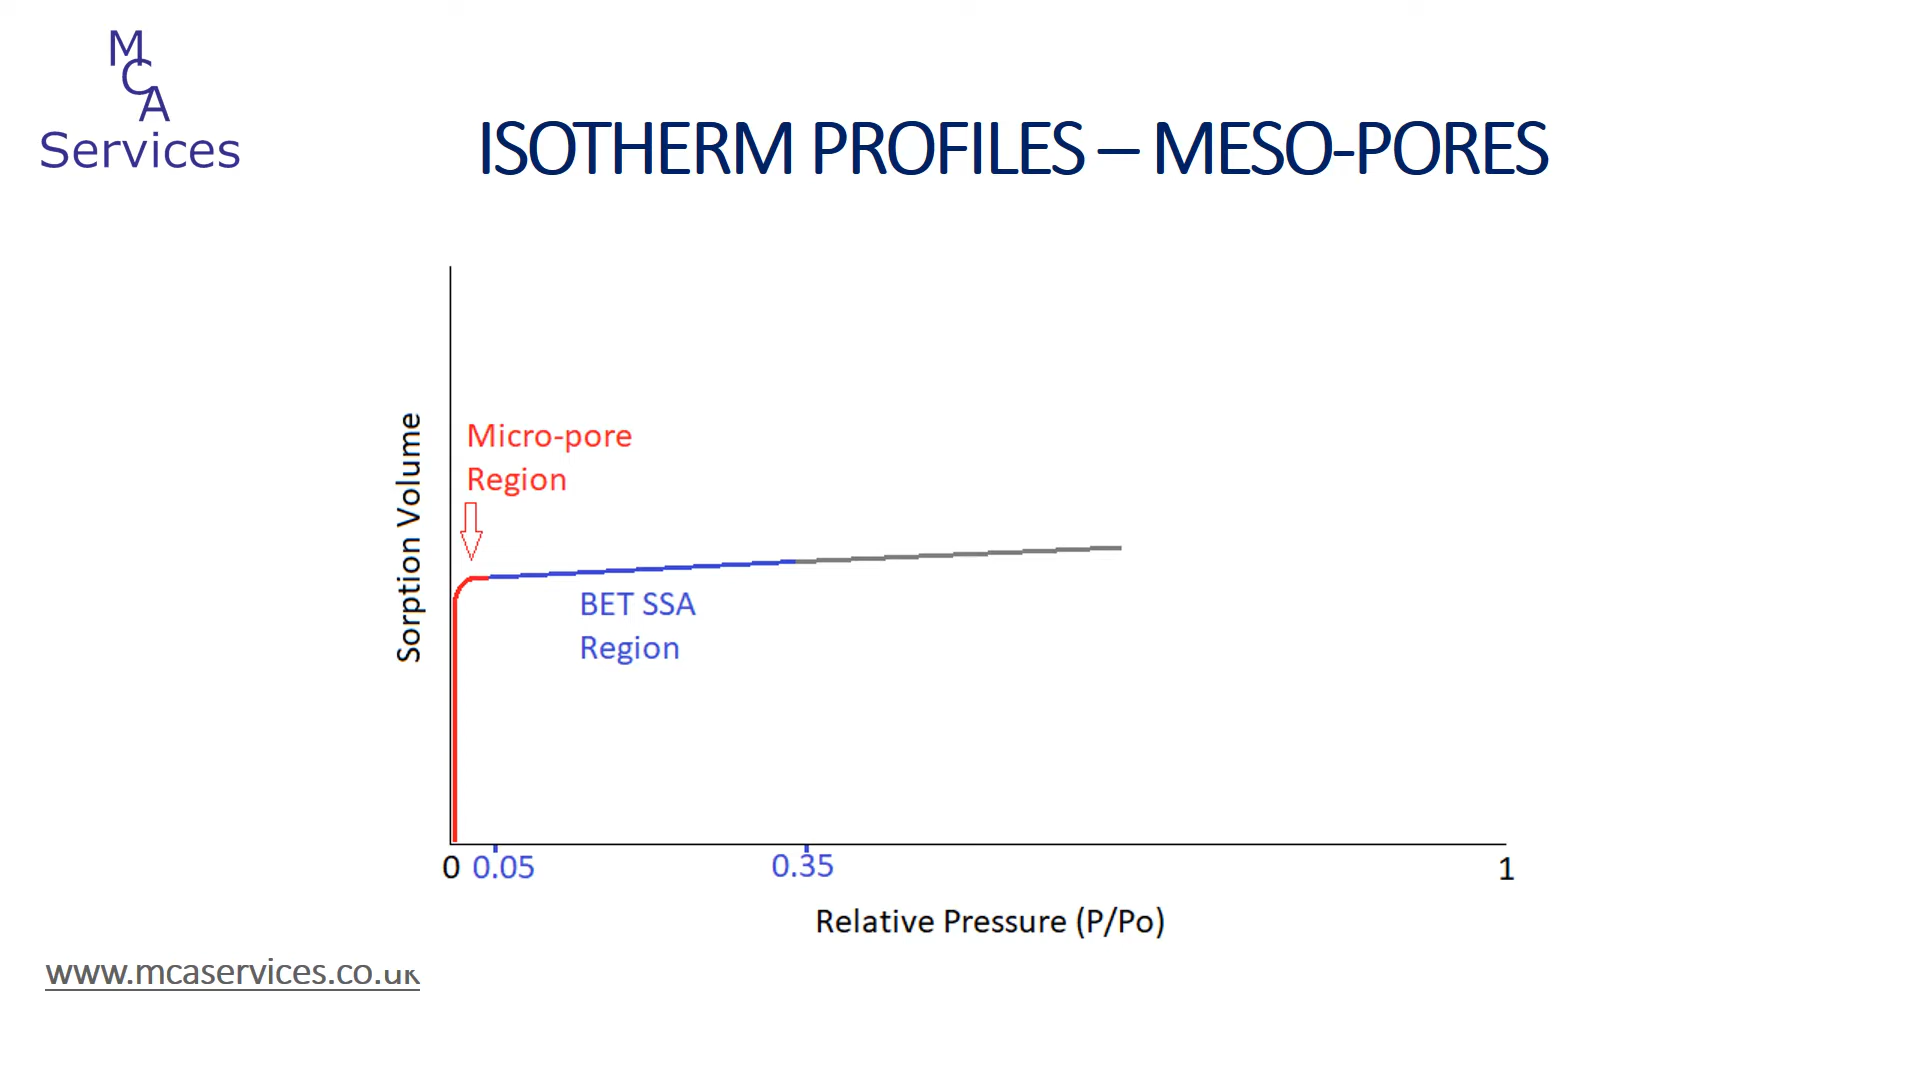 M
C
A
Services
ISOTHERM PROFILES – MESO-PORES
Sorption Volume
Micro-pore
Region
BET SSA
Region
0 0.05 0.35 1
Relative Pressure (P/Po)
www.mcaservices.co.uk